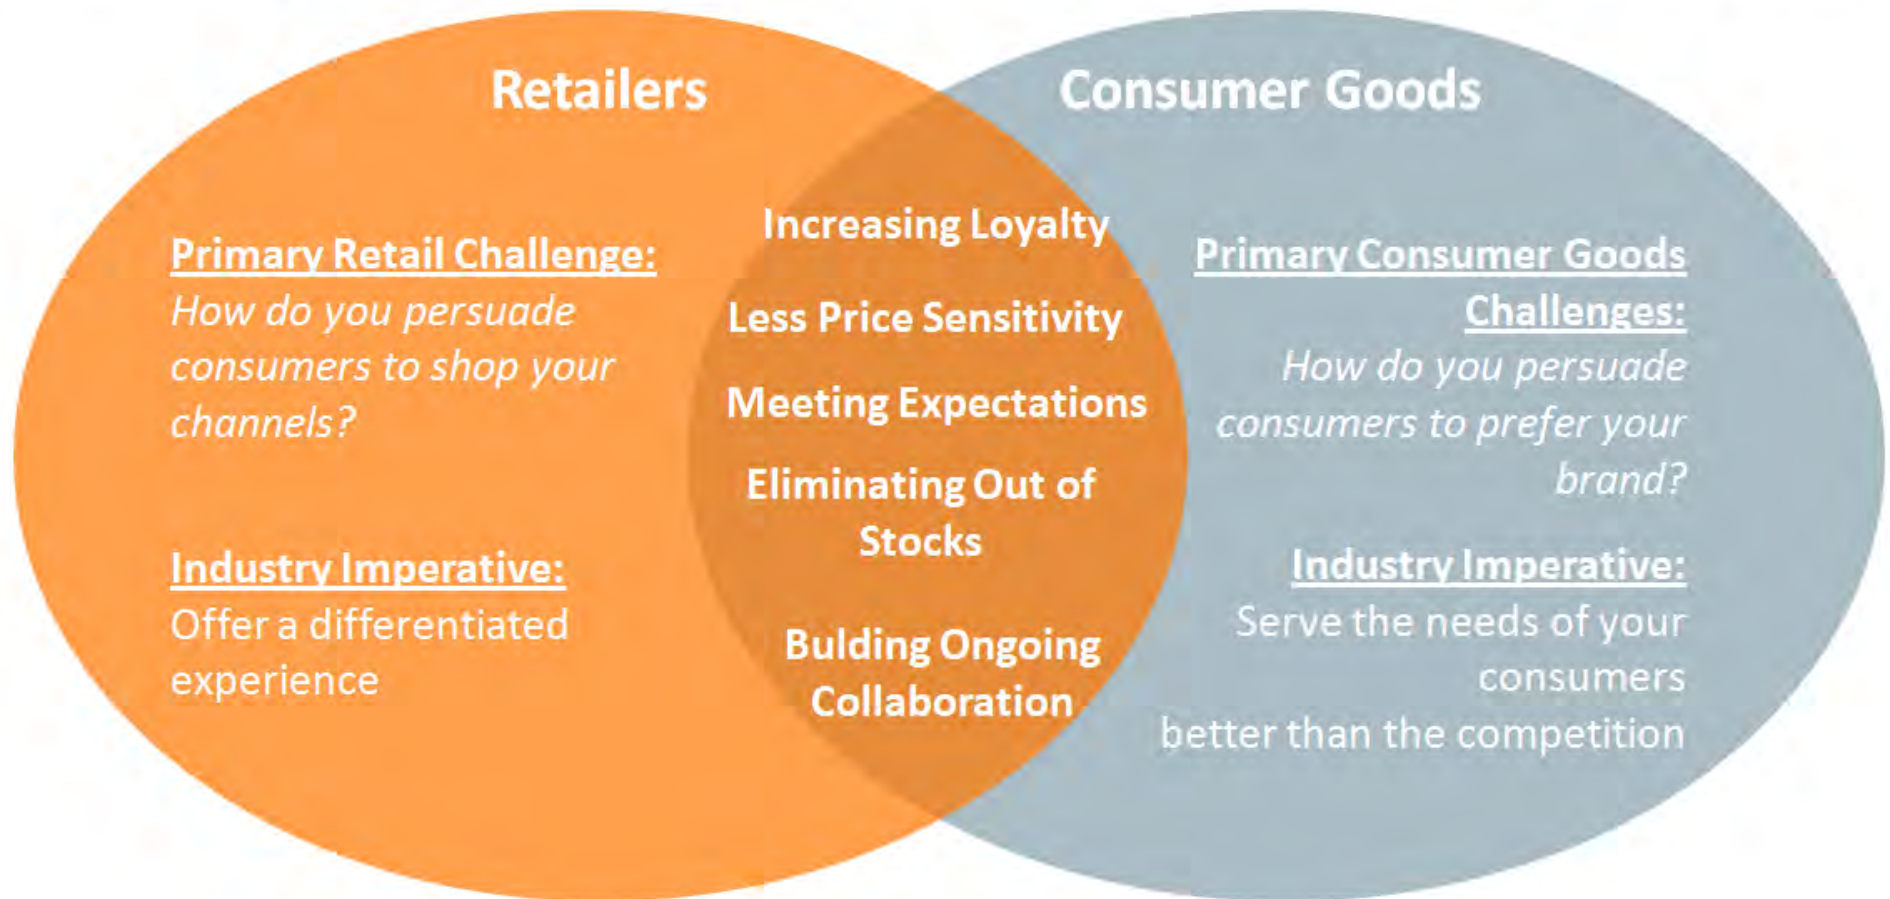 Retailers
Primary Retail Challenge:
How do you persuade
consumers to shop your
channels?
Industry Imperative:
Offer a differentiated
experience
Increasing Loyalty
Less Price Sensitivity
Meeting Expectations
Eliminating Out of
Stocks
Bulding Ongoing
Collaboration
Consumer Goods
Primary Consumer Goods
Challenges:
How do you persuade
consumers to prefer your
brand?
Industry Imperative:
Serve the needs of your
consumers
better than the competition